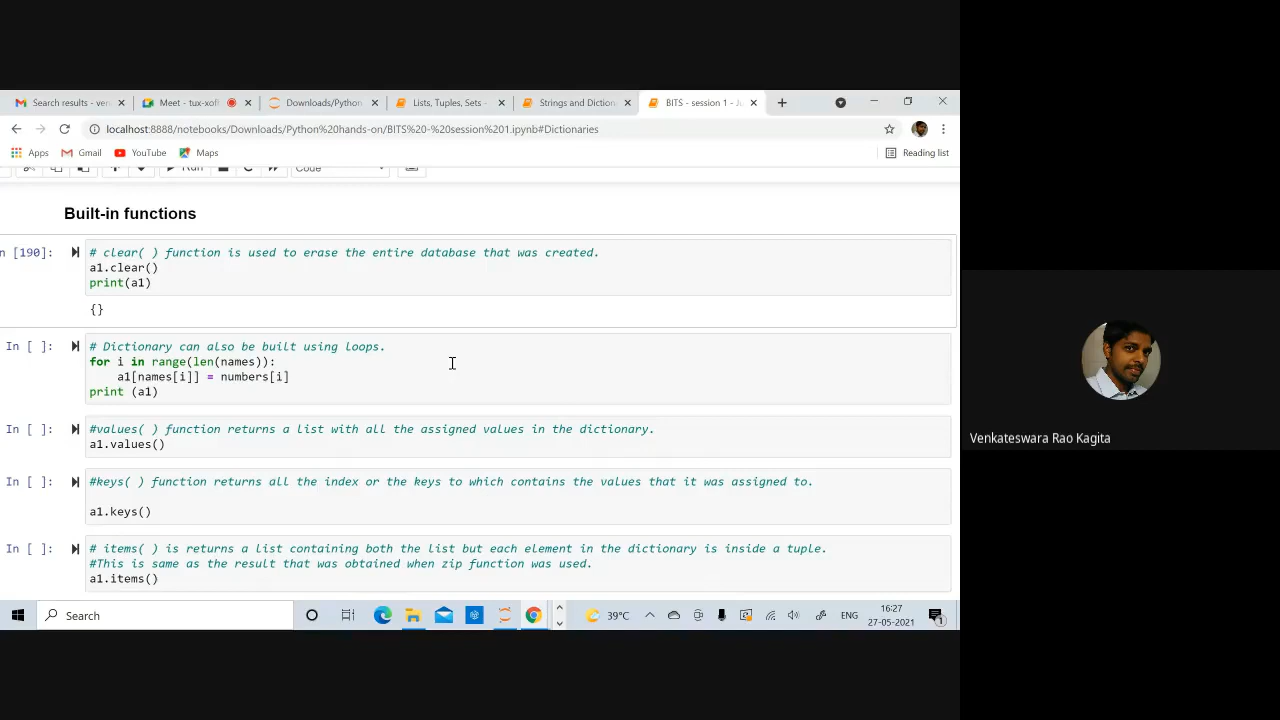 Search results - ven
Meet - tux-xoft
Downloads/Python
Lists, Tuples, Sets -
Strings and Diction
BITS - session 1 - Ju
localhost:8888/notebooks/Downloads/Python%20hands-on/BITS%20-%20session%201.ipynb#Dictionaries
Apps
Gmail
YouTube
Maps
Reading list
Run
Code
Built-in functions
n [190]:
# clear( ) function is used to erase the entire database that was created.
a1.clear()
print(a1)
{}
In [ ]:
# Dictionary can also be built using loops.
for i in range(len(names)):
a1[names[i]] = numbers[i]
print (a1)
In [ ]:
#values( ) function returns a list with all the assigned values in the dictionary.
a1.values()
In [ ]:
#keys( ) function returns all the index or the keys to which contains the values that it was assigned to.
a1.keys()
In [ ]:
# items( ) is returns a list containing both the list but each element in the dictionary is inside a tuple.
#This is same as the result that was obtained when zip function was used.
a1.items()
Venkateswara Rao Kagita
Search
39°C
ENG
16:27
27-05-2021
1